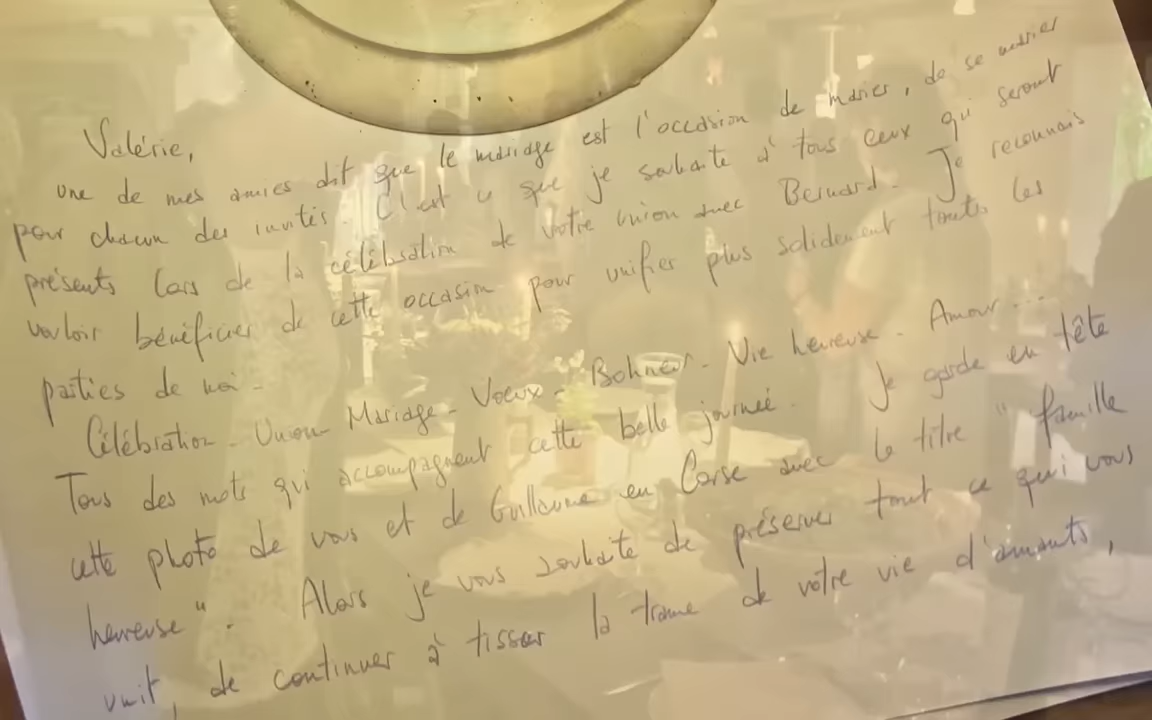 Valérie,
une de mes amies dit que le mariage est l'occasion de marier, de se marier
pour chacun des invités. C'est ce que je souhaite à tous ceux qui seront
présents lors de la célébration de votre union avec Bernard. Je reconnais
vouloir bénéficier de cette occasion pour unifier plus solidement toutes les
parties de moi.
Célébration - Union - Mariage - Voeux - Bohneur - Vie heureuse - Amour...
Tous des mots qui accompagnent cette belle journée. Je garde en tête
cette photo de vous et de Guillaume en Corse avec le titre "famille
heureuse". Alors je vous souhaite de préserver tout ce qui vous
unit, de continuer à tisser la trame de votre vie d'amants,